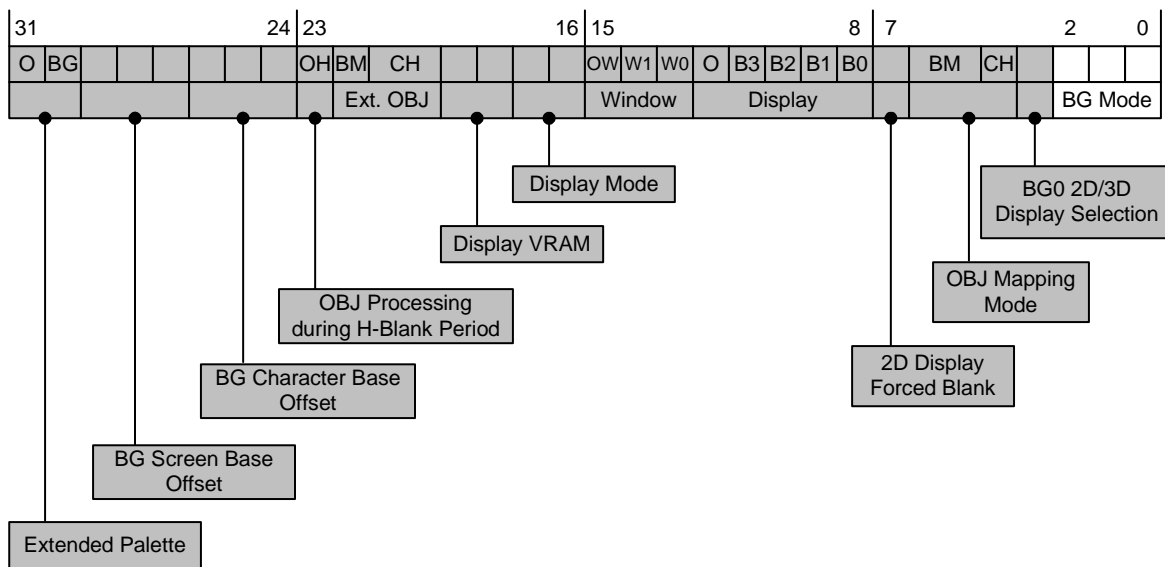 31 24 23 16 15 8 7 2 0
O BG OH BM CH OW W1 W0 O B3 B2 B1 B0 BM CH
Ext. OBJ Window Display BG Mode
Display Mode
BG0 2D/3D
Display Selection
Display VRAM
OBJ Mapping
Mode
OBJ Processing
during H-Blank Period
2D Display
Forced Blank
BG Character Base
Offset
BG Screen Base
Offset
Extended Palette